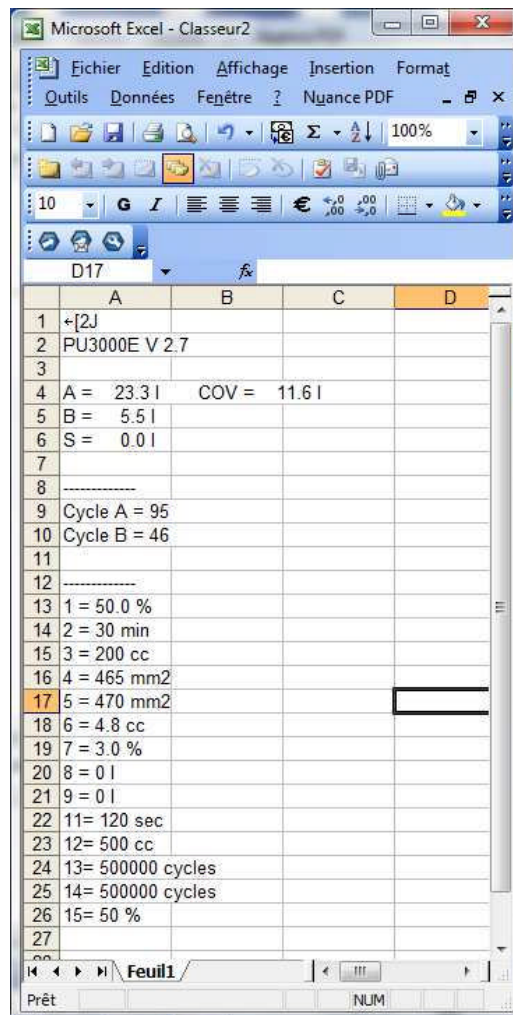 Microsoft Excel - Classeur2
Fichier Edition Affichage Insertion Format
Outils Données Fenêtre ? Nuance PDF
100%
10 G I €
D17 fx
A B C D
1 ←[2J
2 PU3000E V 2.7
3
4 A = 23.3 l COV = 11.6 l
5 B = 5.5 l
6 S = 0.0 l
7
8 -------------
9 Cycle A = 95
10 Cycle B = 46
11
12 -------------
13 1 = 50.0 %
14 2 = 30 min
15 3 = 200 cc
16 4 = 465 mm2
17 5 = 470 mm2
18 6 = 4.8 cc
19 7 = 3.0 %
20 8 = 0 l
21 9 = 0 l
22 11= 120 sec
23 12= 500 cc
24 13= 500000 cycles
25 14= 500000 cycles
26 15= 50 %
27
Feuil1
Prêt NUM